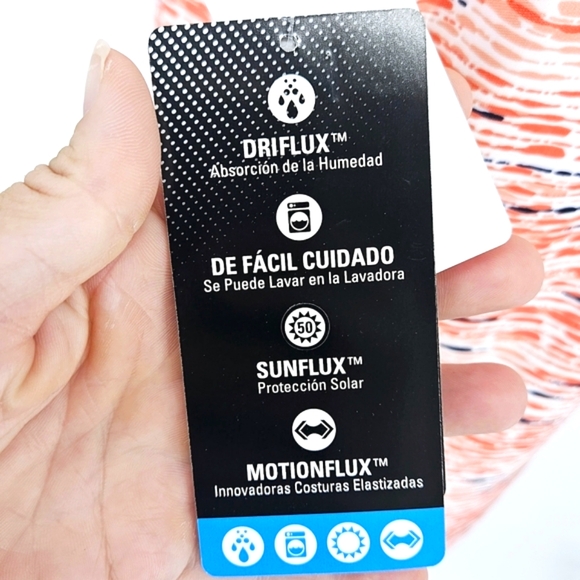 DRIFLUX™
Absorción de la Humedad
DE FÁCIL CUIDADO
Se Puede Lavar en la Lavadora
50
SUNFLUX™
Protección Solar
MOTIONFLUX™
Innovadoras Costuras Elastizadas